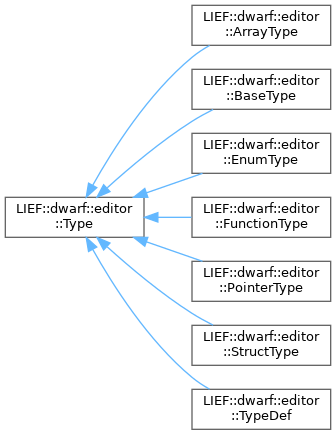 LIEF::dwarf::editor
::ArrayType
LIEF::dwarf::editor
::BaseType
LIEF::dwarf::editor
::EnumType
LIEF::dwarf::editor
::Type
LIEF::dwarf::editor
::FunctionType
LIEF::dwarf::editor
::PointerType
LIEF::dwarf::editor
::StructType
LIEF::dwarf::editor
::TypeDef